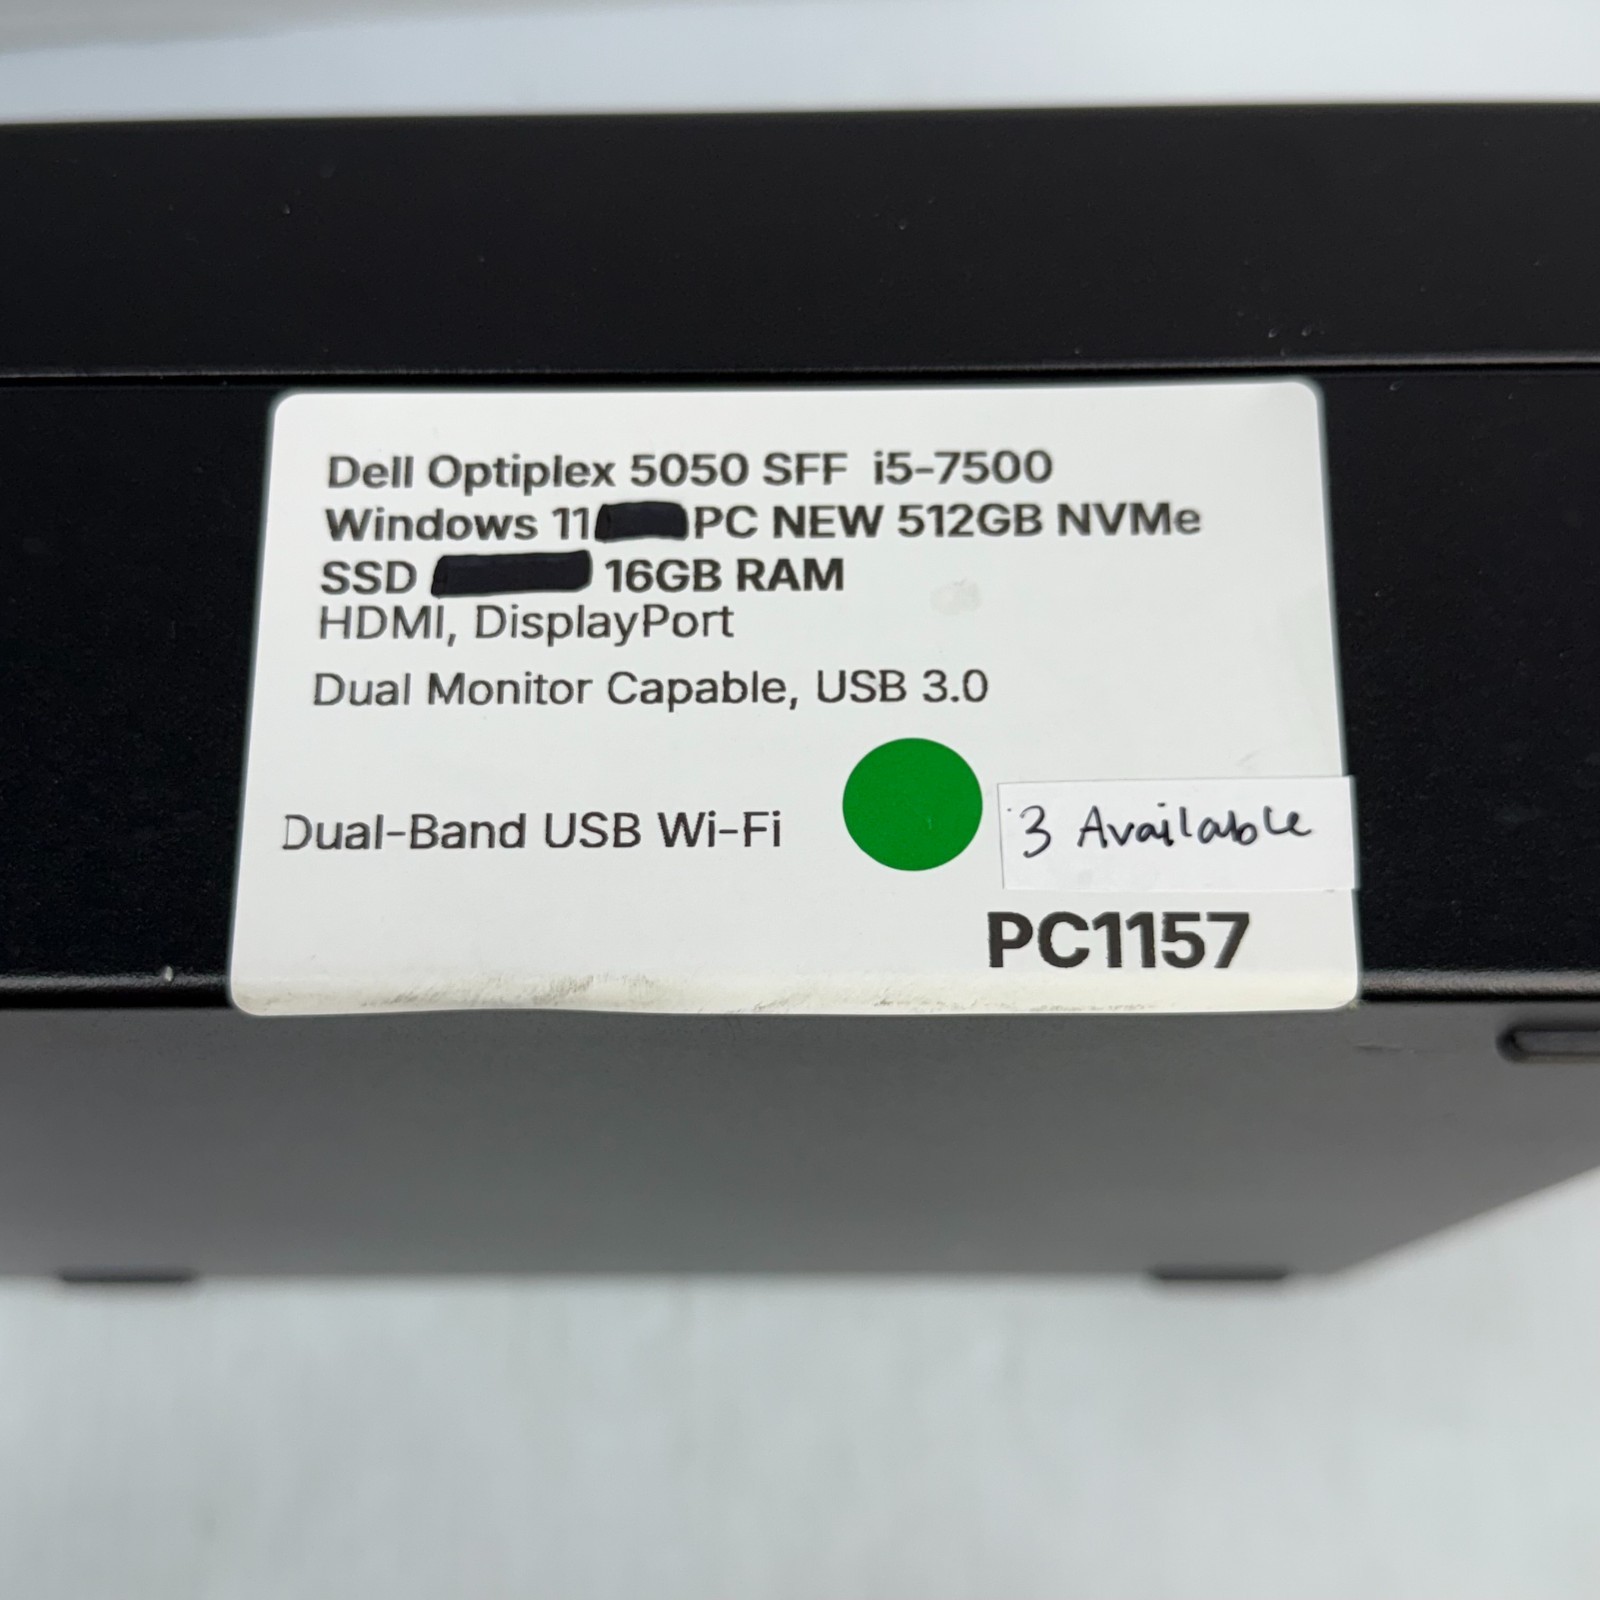 Dell Optiplex 5050 SFF i5-7500
Windows 11 PC NEW 512GB NVMe
SSD 16GB RAM
HDMI, DisplayPort
Dual Monitor Capable, USB 3.0
Dual-Band USB Wi-Fi
3 Available
PC1157